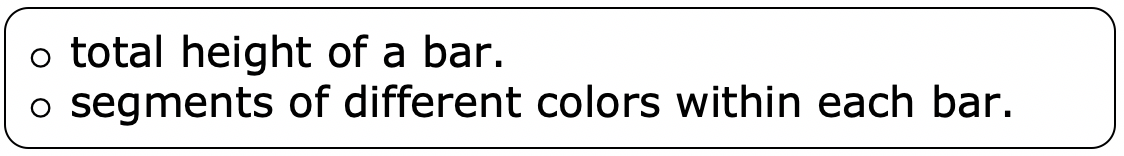 ○ total height of a bar.
○ segments of different colors within each bar.